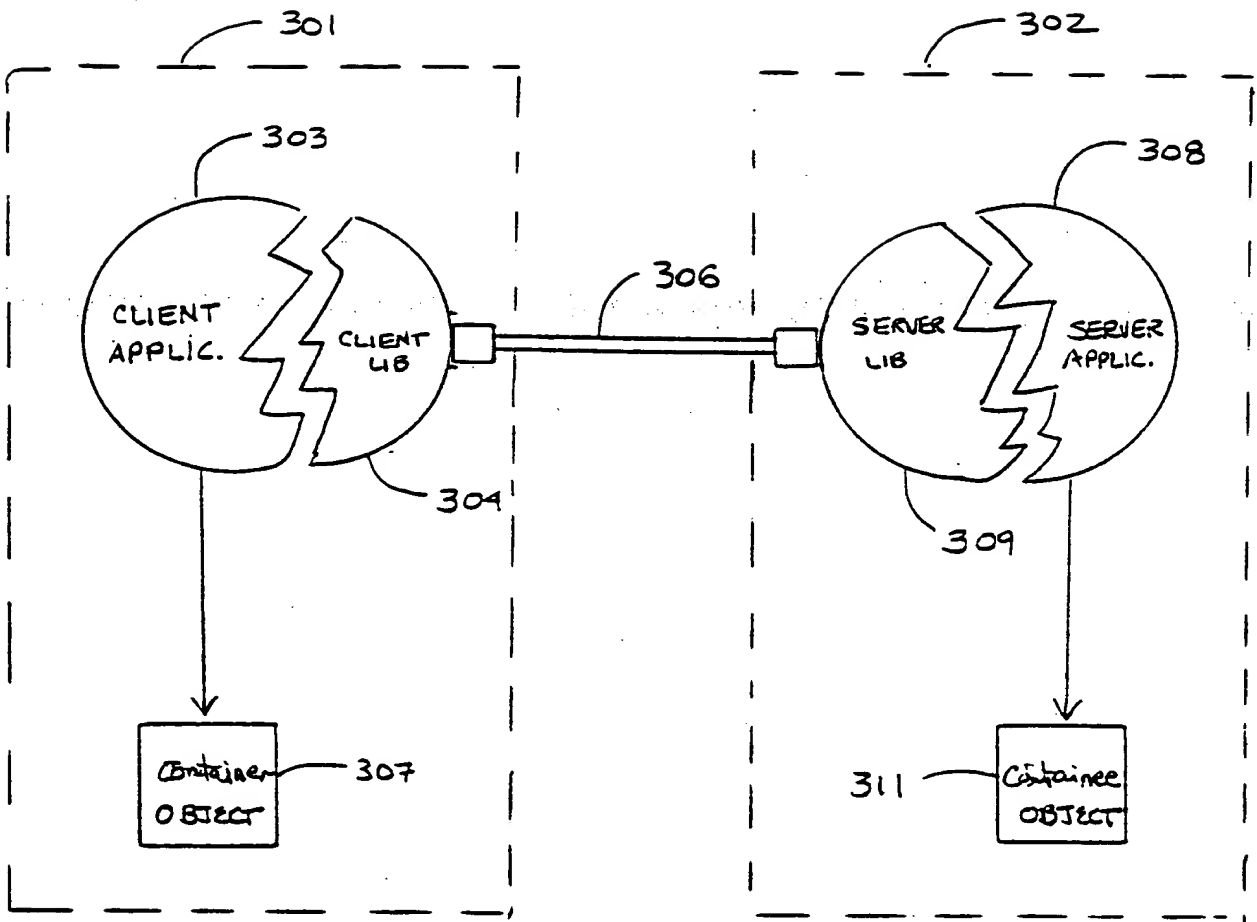 301
302
303
308
306
CLIENT
APPLIC.
CLIENT
LIB
SERVER
LIB
SERVER
APPLIC.
304
309
Container
OBJECT
307
311
Containee
OBJECT